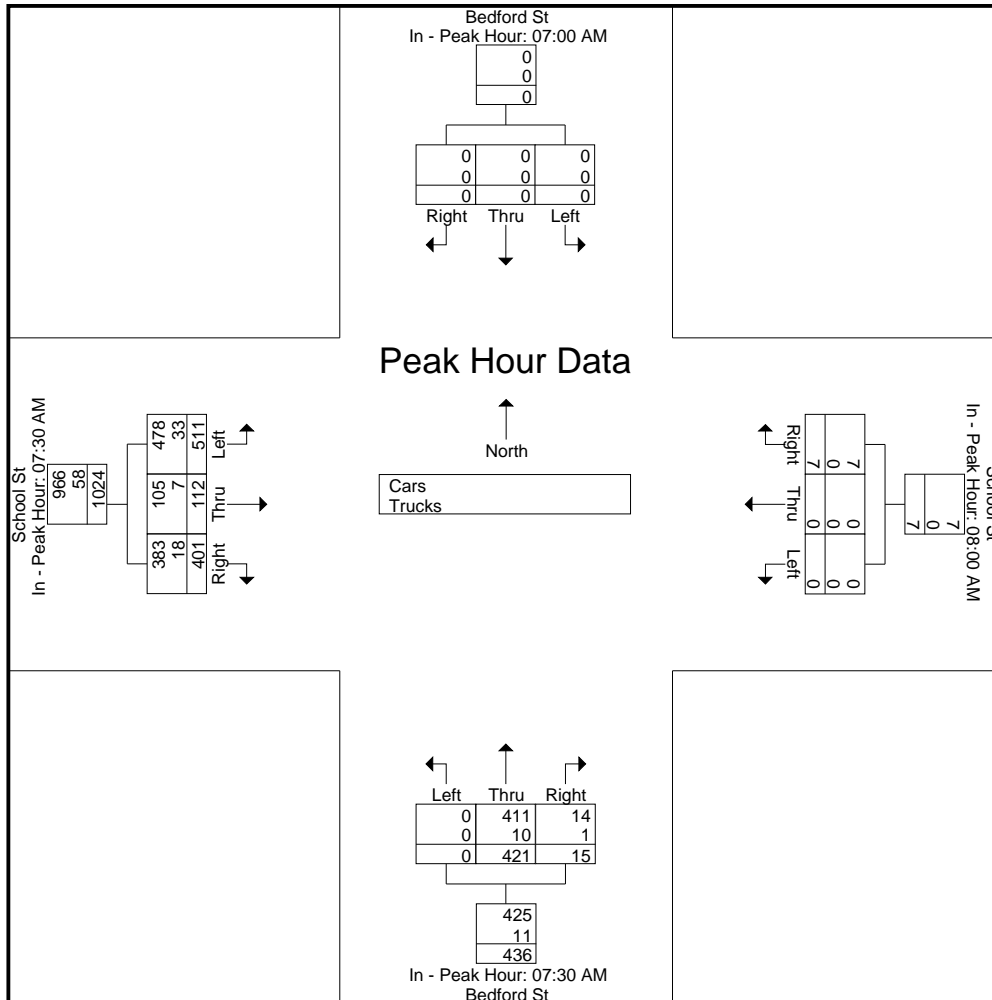 Bedford St
In - Peak Hour: 07:00 AM
0
0
0
0 0 0
0 0 0
0 0 0
Right Thru Left
Peak Hour Data
North
Cars
Trucks
School St
In - Peak Hour: 07:30 AM
966
58
1024
478 33 511 Left
105 7 112 Thru
383 18 401 Right
Right 7 0 7
Thru 0 0 0
Left 0 0 0
7
0
7
In - Peak Hour: 08:00 AM
School St
Left Thru Right
0 411 14
0 10 1
0 421 15
425
11
436
In - Peak Hour: 07:30 AM
Bedford St